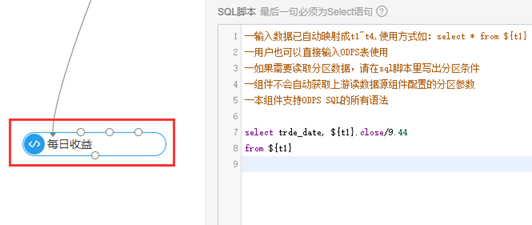 SQL脚本 最后一句必须为Select语句
每日收益
1 --输入数据已自动映射成t1~t4,使用方式如: select * from ${t1}
2 --用户也可以直接输入ODPS表使用
3 --如果需要读取分区数据，请在sql脚本里写出分区条件
4 --组件不会自动获取上游读数据源组件配置的分区参数
5 --本组件支持ODPS SQL的所有语法
6
7 select trde_date, ${t1}.close/9.44
8 from ${t1}
9